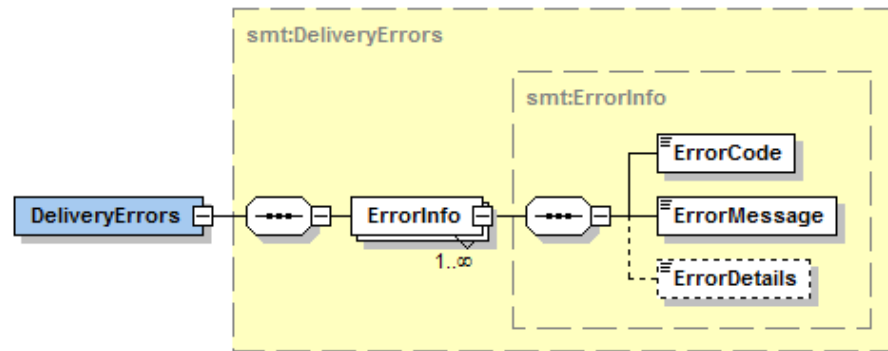 smt:DeliveryErrors
smt:ErrorInfo
ErrorCode
DeliveryErrors
ErrorInfo
ErrorMessage
1..∞
ErrorDetails